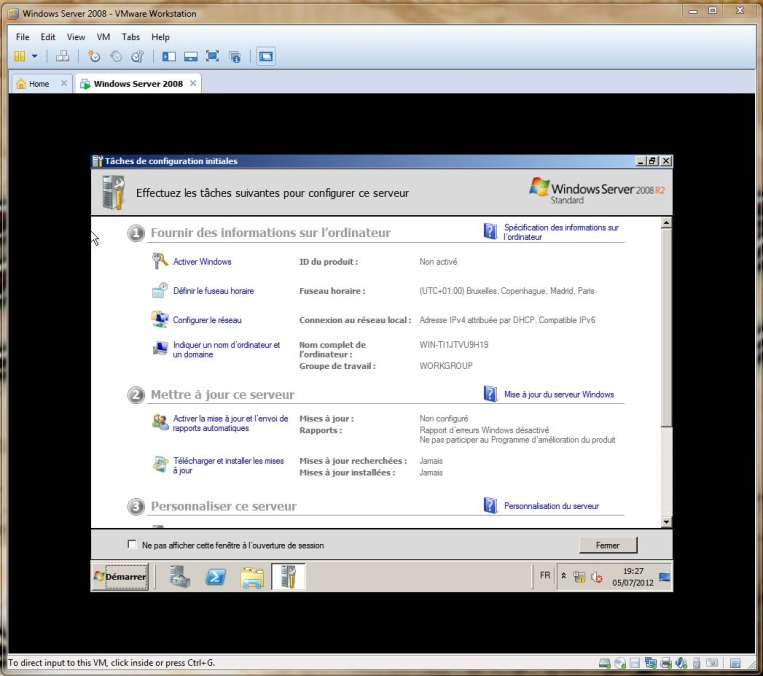 Windows Server 2008 - VMware Workstation
File Edit View VM Tabs Help
Home
Windows Server 2008
Tâches de configuration initiales
Effectuez les tâches suivantes pour configurer ce serveur
Windows Server 2008 R2
Standard
1 Fournir des informations sur l'ordinateur
Spécification des informations sur
l'ordinateur
Activer Windows
ID du produit :
Non activé
Définir le fuseau horaire
Fuseau horaire :
(UTC+01:00) Bruxelles, Copenhague, Madrid, Paris
Configurer le réseau
Connexion au réseau local :
Adresse IPv4 attribuée par DHCP, Compatible IPv6
Indiquer un nom d'ordinateur et
un domaine
Nom complet de
l'ordinateur :
WIN-TI1JTVU9H19
Groupe de travail :
WORKGROUP
2 Mettre à jour ce serveur
Mise à jour du serveur Windows
Activer la mise à jour et l'envoi de
rapports automatiques
Mises à jour :
Non configuré
Rapports :
Rapport d'erreurs Windows désactivé
Ne pas participer au Programme d'amélioration du produit
Télécharger et installer les mises
à jour
Mises à jour recherchées :
Jamais
Mises à jour installées :
Jamais
3 Personnaliser ce serveur
Personnalisation du serveur
Ne pas afficher cette fenêtre à l'ouverture de session
Fermer
Démarrer
FR
19:27
05/07/2012
To direct input to this VM, click inside or press Ctrl+G.